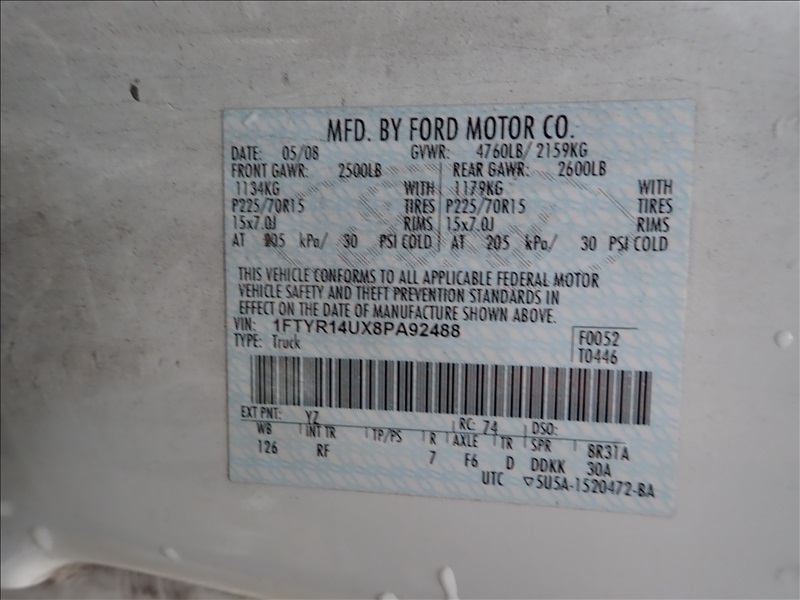 MFD. BY FORD MOTOR CO.
DATE: 05/08 GVWR: 4760LB/ 2159KG
FRONT GAWR: 2500LB REAR GAWR: 2600LB
1134KG WITH 1179KG WITH
P225/70R15 TIRES P225/70R15 TIRES
15x7.0J RIMS 15x7.0J RIMS
AT 205 kPa/ 30 PSI COLD AT 205 kPa/ 30 PSI COLD
THIS VEHICLE CONFORMS TO ALL APPLICABLE FEDERAL MOTOR
VEHICLE SAFETY AND THEFT PREVENTION STANDARDS IN
EFFECT ON THE DATE OF MANUFACTURE SHOWN ABOVE.
VIN: 1FTYR14UX8PA92488 F0052
TYPE: Truck T0446
EXT PNT: YZ RC: 74 DSO:
WB INT TR TP/PS R AXLE TR SPR 8R31A
126 RF 7 F6 D DDKK 30A
UTC ▽5U5A-1520472-BA